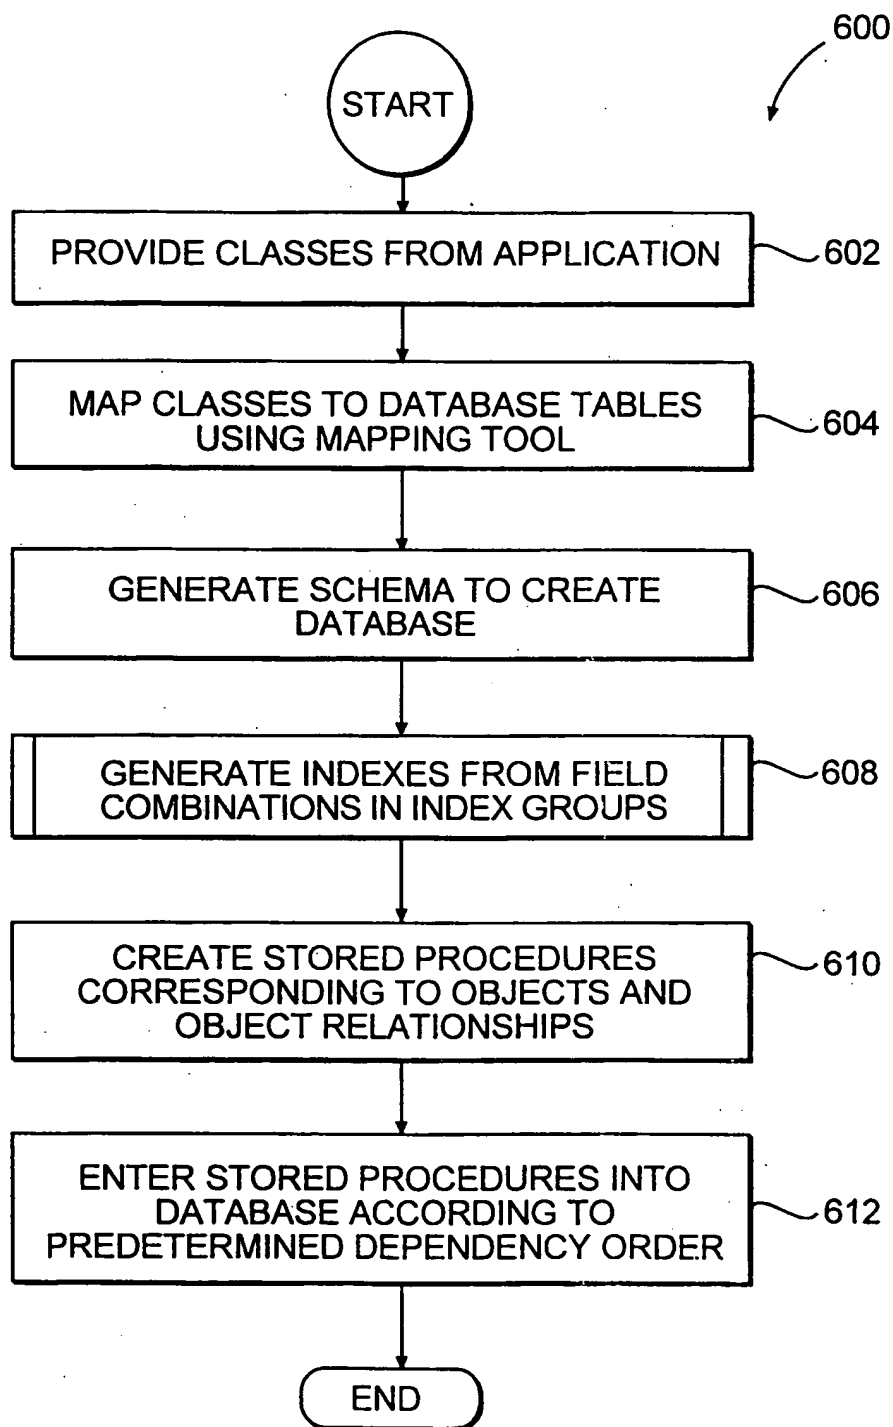 600
START
PROVIDE CLASSES FROM APPLICATION
602
MAP CLASSES TO DATABASE TABLES
USING MAPPING TOOL
604
GENERATE SCHEMA TO CREATE
DATABASE
606
GENERATE INDEXES FROM FIELD
COMBINATIONS IN INDEX GROUPS
608
CREATE STORED PROCEDURES
CORRESPONDING TO OBJECTS AND
OBJECT RELATIONSHIPS
610
ENTER STORED PROCEDURES INTO
DATABASE ACCORDING TO
PREDETERMINED DEPENDENCY ORDER
612
END